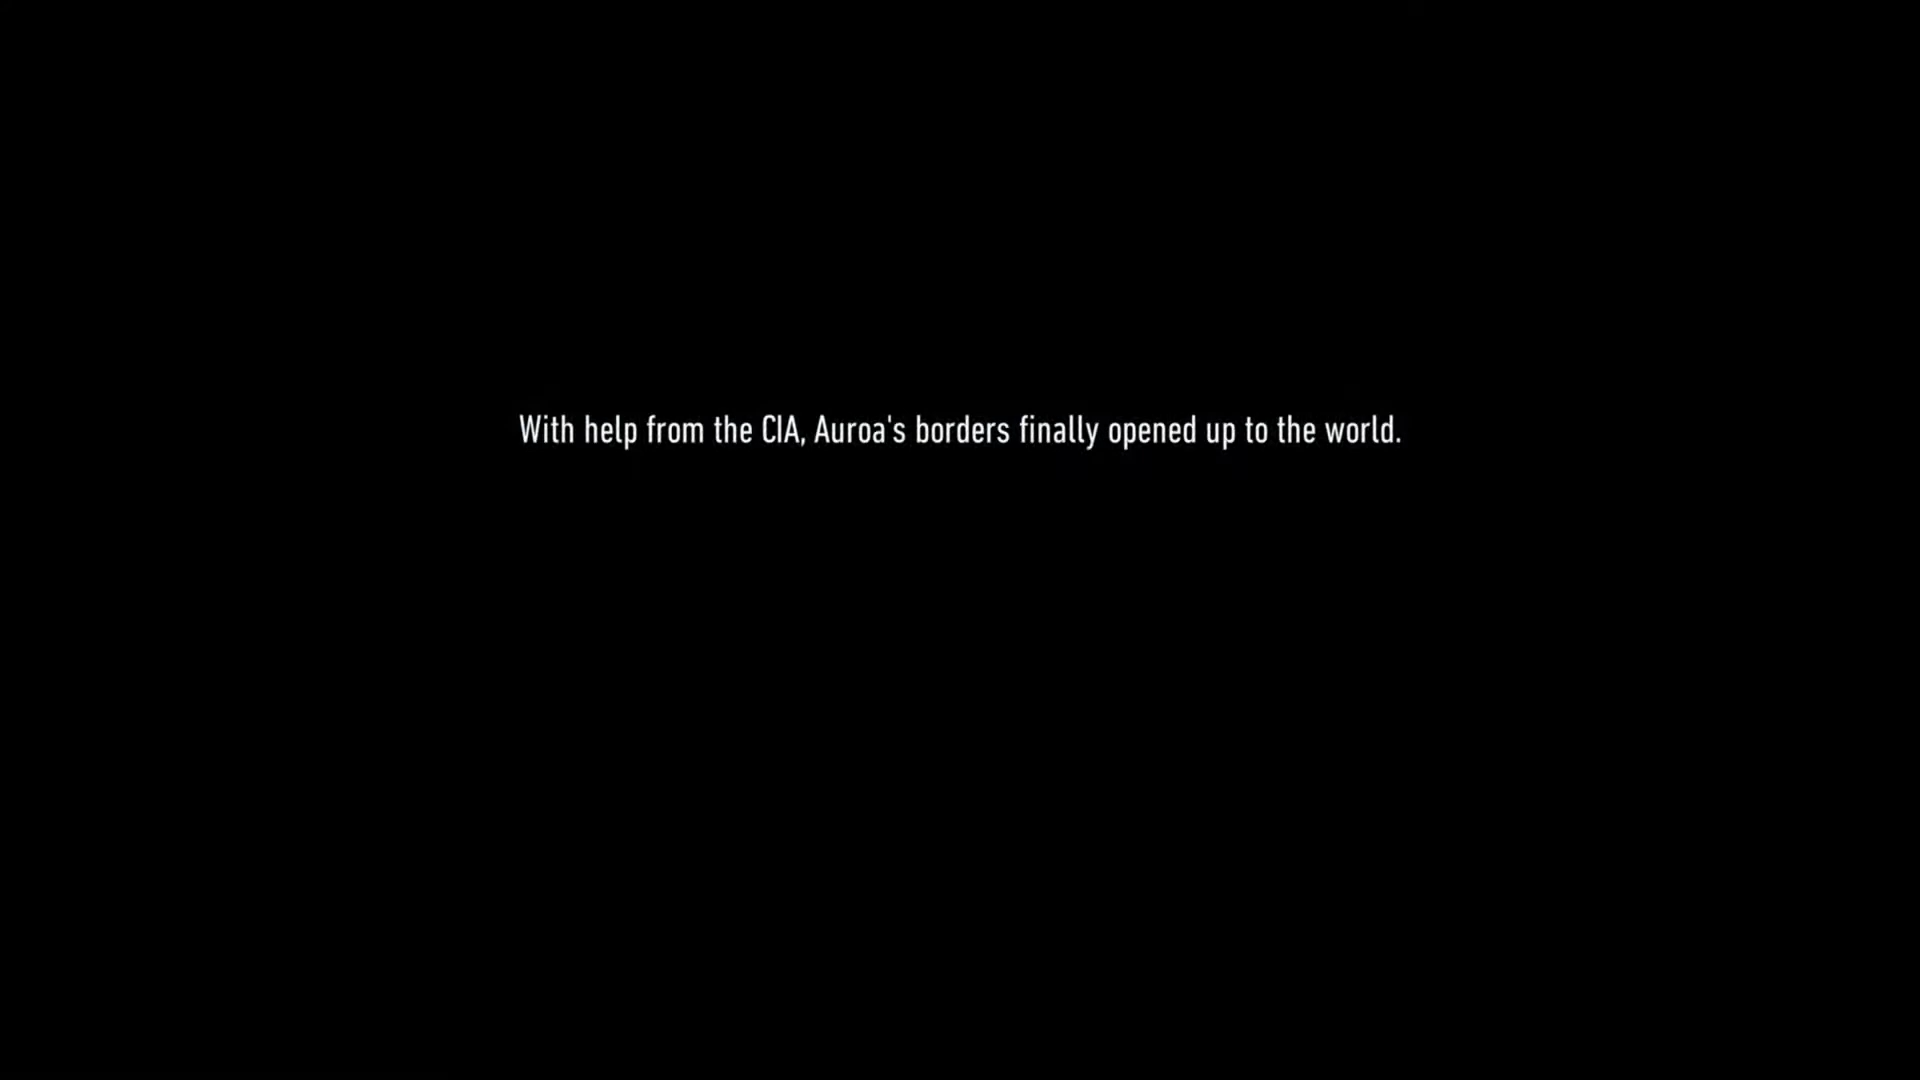 With help from the CIA, Auroa's borders finally opened up to the world.